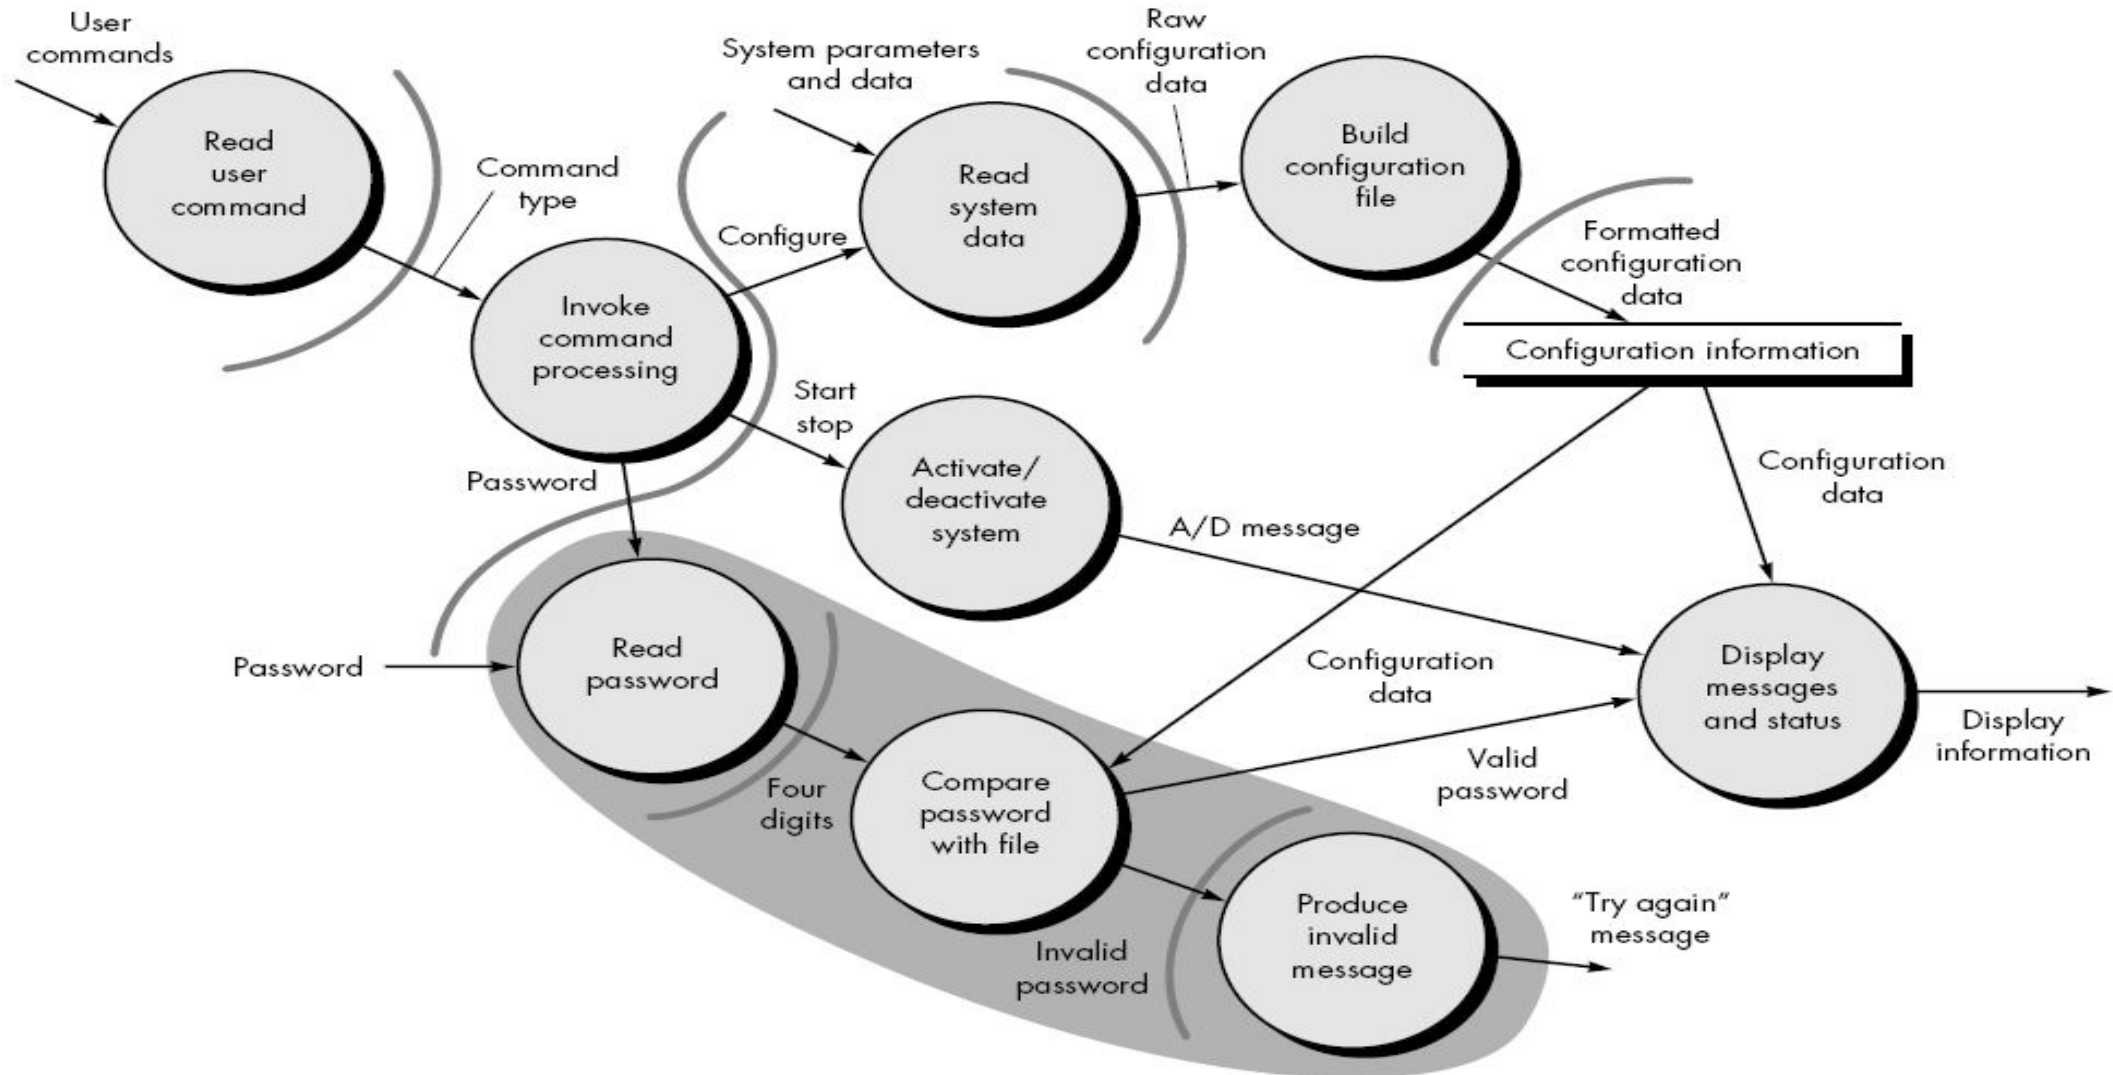 User
commands
Read
user
command
Command
type
Invoke
command
processing
System parameters
and data
Configure
Read
system
data
Raw
configuration
data
Build
configuration
file
Formatted
configuration
data
Configuration information
Start
stop
Activate/
deactivate
system
A/D message
Configuration
data
Password
Password
Read
password
Four
digits
Compare
password
with file
Configuration
data
Valid
password
Display
messages
and status
Display
information
Invalid
password
Produce
invalid
message
“Try again”
message